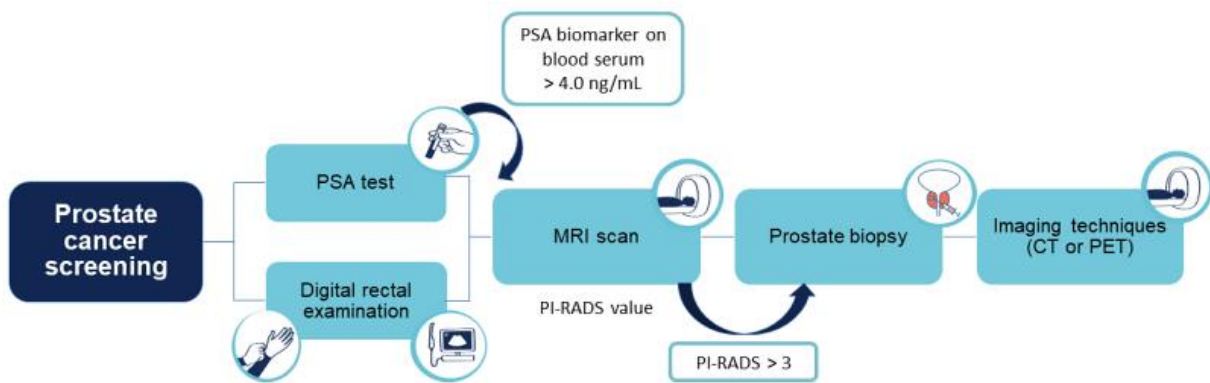 PSA biomarker on
blood serum
> 4.0 ng/mL
PSA test
Prostate
cancer
screening
Digital rectal
examination
MRI scan
PI-RADS value
Prostate biopsy
Imaging techniques
(CT or PET)
PI-RADS > 3